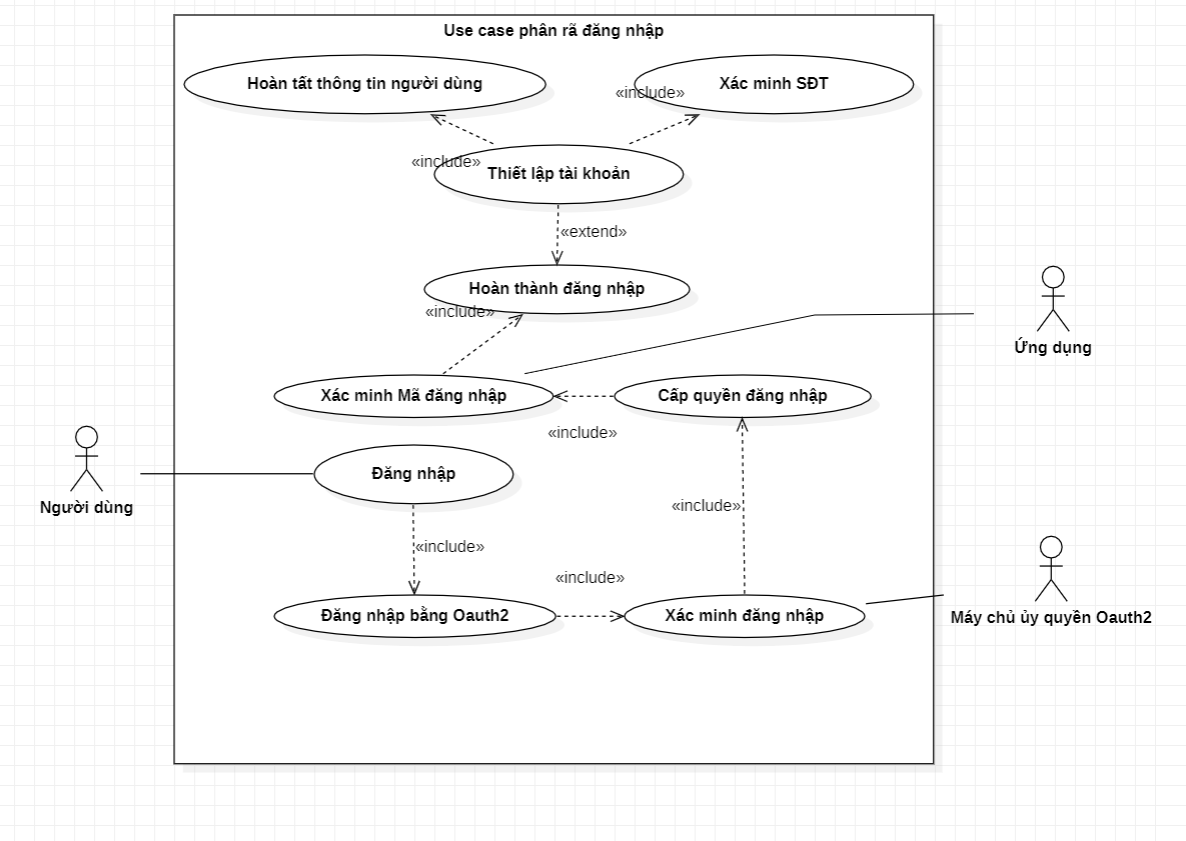 Use case phân rã đăng nhập
Hoàn tất thông tin người dùng
Xác minh SĐT
«include»
«include»
Thiết lập tài khoản
«extend»
Hoàn thành đăng nhập
«include»
Ứng dụng
Xác minh Mã đăng nhập
Cấp quyền đăng nhập
«include»
Đăng nhập
Người dùng
«include»
«include»
«include»
Đăng nhập bằng Oauth2
Xác minh đăng nhập
Máy chủ ủy quyền Oauth2